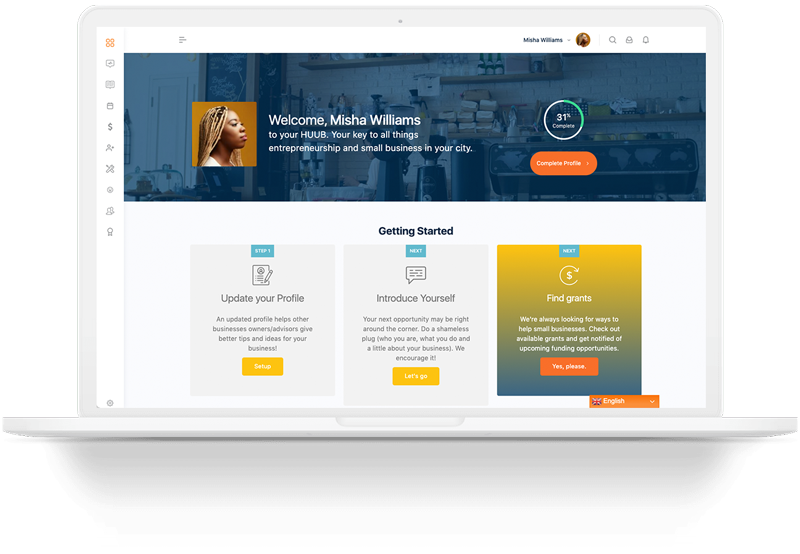 Misha Williams
Welcome, Misha Williams
to your HUUB. Your key to all things
entrepreneurship and small business in your city.
31%
Complete
Complete Profile
Getting Started
STEP 1
Update your Profile
An updated profile helps other
businesses owners/advisors give
better tips and ideas for your
business!
Setup
NEXT
Introduce Yourself
Your next opportunity may be right
around the corner. Do a shameless
plug (who you are, what you do and
a little about your business). We
encourage it!
Let's go
NEXT
Find grants
We're always looking for ways to
help small businesses. Check out
available grants and get notified of
upcoming funding opportunities.
Yes, please.
English